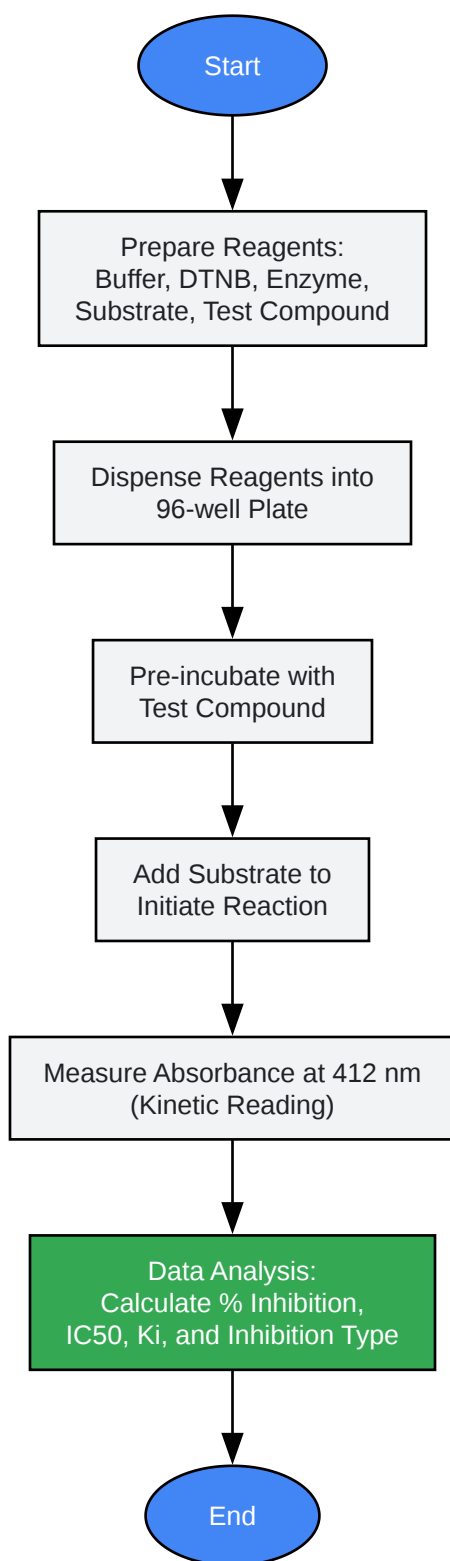 Start
Prepare Reagents:
Buffer, DTNB, Enzyme,
Substrate, Test Compound
Dispense Reagents into
96-well Plate
Pre-incubate with
Test Compound
Add Substrate to
Initiate Reaction
Measure Absorbance at 412 nm
(Kinetic Reading)
Data Analysis:
Calculate % Inhibition,
IC50, Ki, and Inhibition Type
End